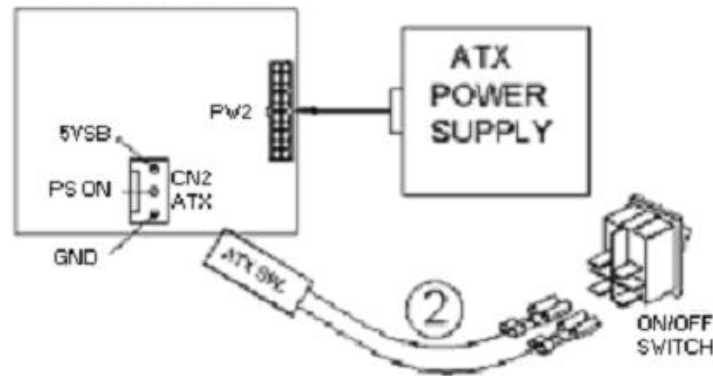 ATX
POWER
SUPPLY
PW2
5VSB
PS ON
CN2
ATX
GND
ATX SW.
2
ON/OFF
SWITCH